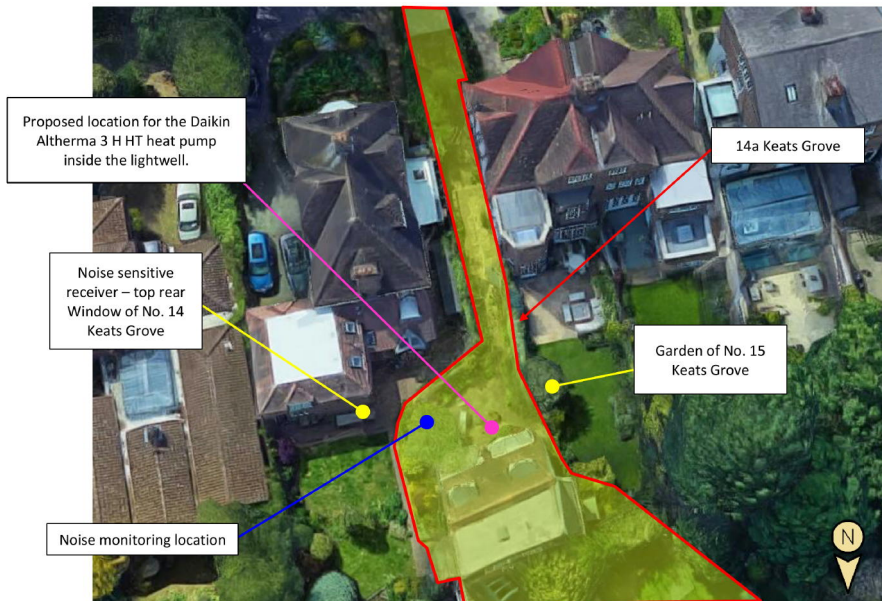 Proposed location for the Daikin
Altherma 3 H HT heat pump
inside the lightwell.
14a Keats Grove
Noise sensitive
receiver – top rear
Window of No. 14
Keats Grove
Garden of No. 15
Keats Grove
Noise monitoring location
N